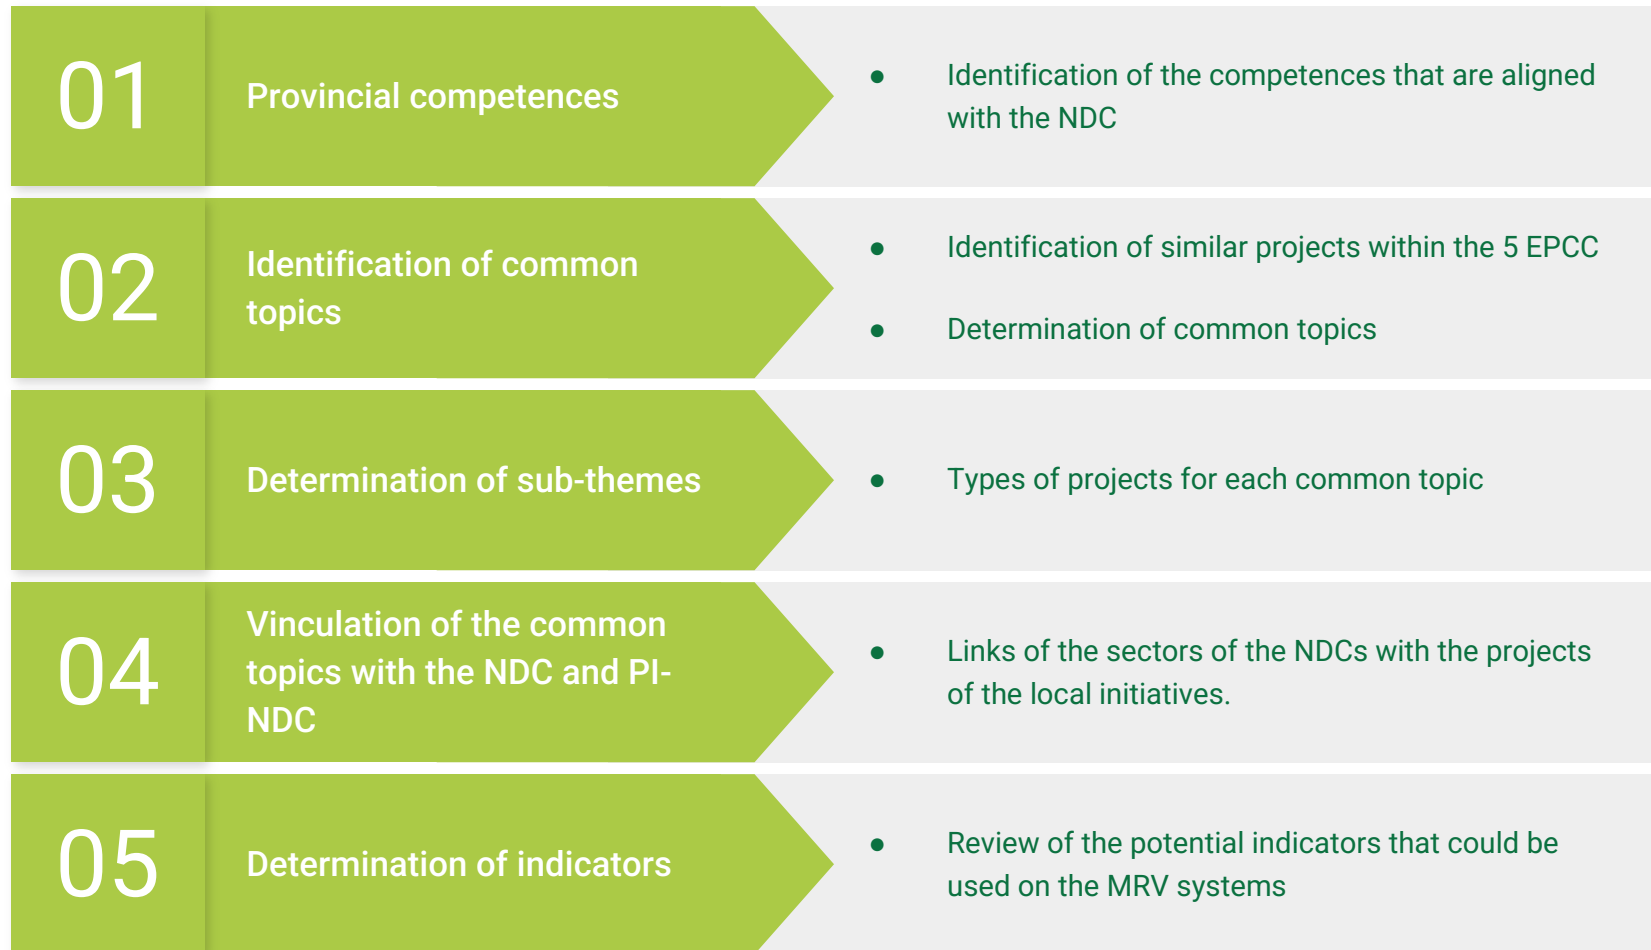 01
Provincial competences
● Identification of the competences that are aligned
with the NDC
02
Identification of common
topics
● Identification of similar projects within the 5 EPCC
● Determination of common topics
03
Determination of sub-themes
● Types of projects for each common topic
04
Vinculation of the common
topics with the NDC and PI-
NDC
● Links of the sectors of the NDCs with the projects
of the local initiatives.
05
Determination of indicators
● Review of the potential indicators that could be
used on the MRV systems